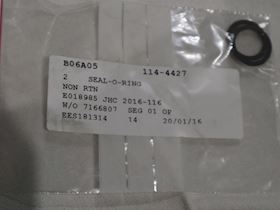 B06A05 114-4427
2 SEAL-O-RING
NON RTN
E018985 JHC 2016-116
W/O 7166807 SEG 01 OP
EES181314 14 20/01/16